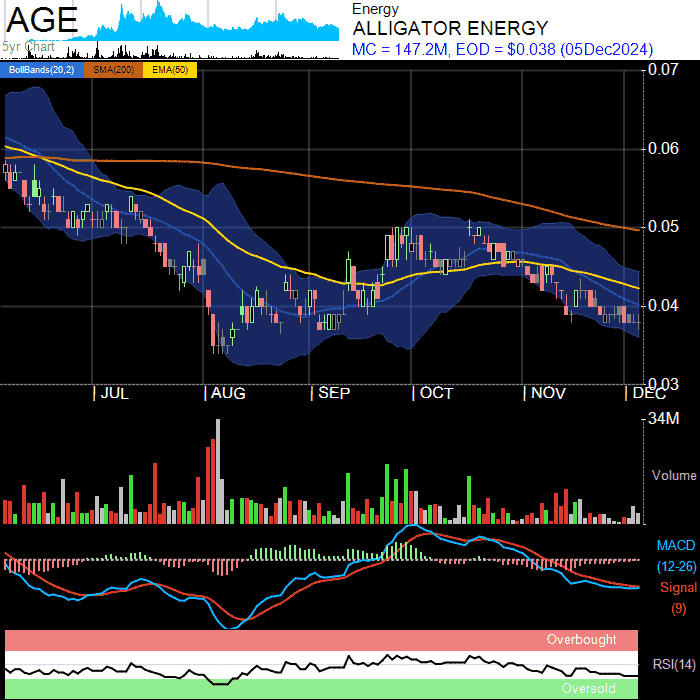 AGE
5yr Chart
Energy
ALLIGATOR ENERGY
MC = 147.2M, EOD = $0.038 (05Dec2024)
BollBands(20,2) SMA(200) EMA(50)
0.07
0.06
0.05
0.04
0.03
| JUL | AUG | SEP | OCT | NOV | DEC
34M
Volume
MACD
(12-26)
Signal
(9)
Overbought
RSI(14)
Oversold